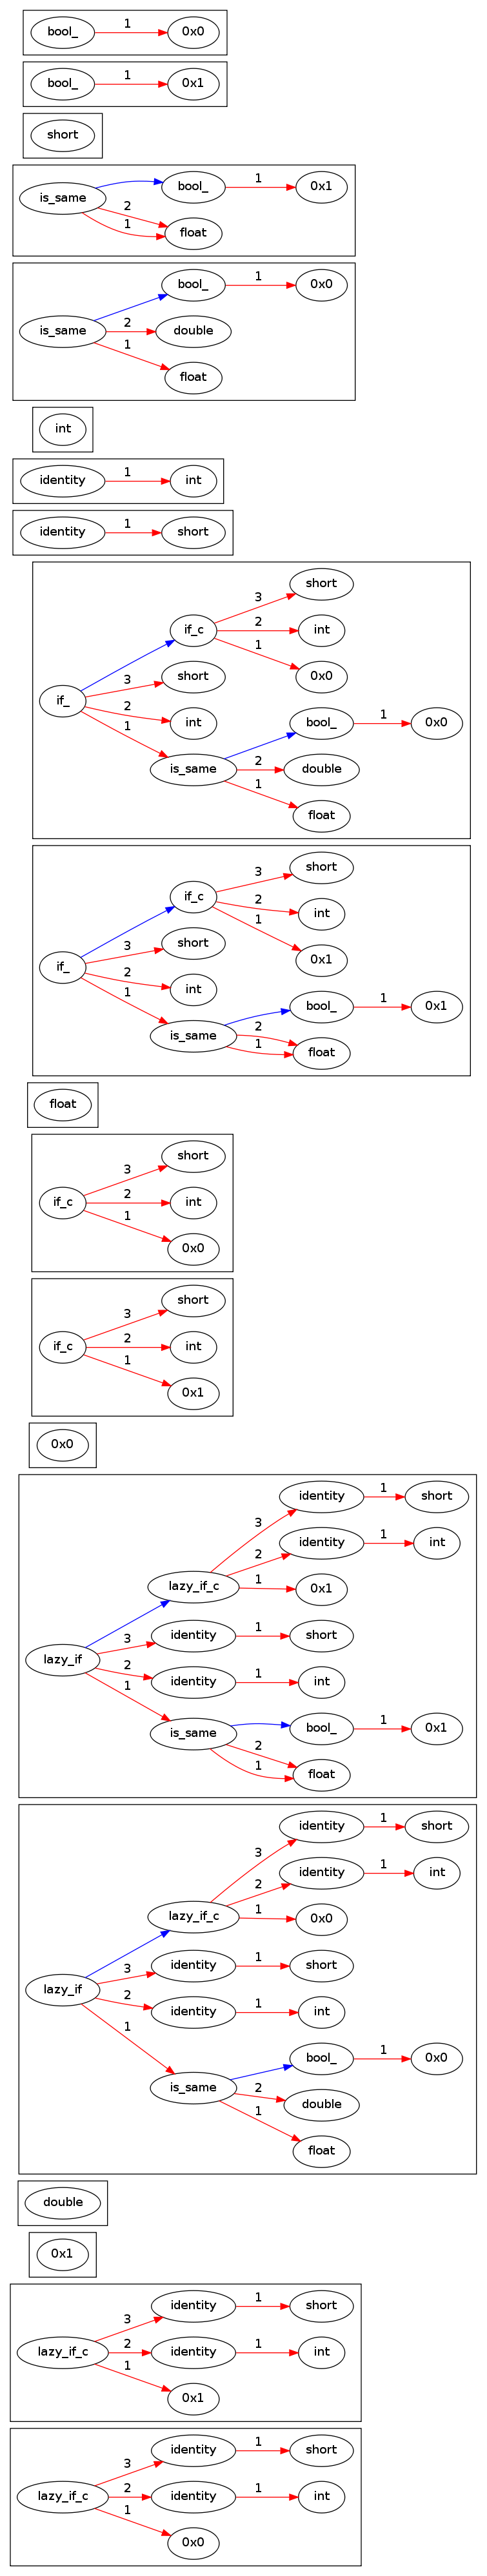 bool_ 1 0x0
bool_ 1 0x1
short
bool_ 1 0x1
is_same 2
1 float
bool_ 1 0x0
is_same 2 double
1 float
int
identity 1 int
identity 1 short
short
3
if_c 2 int
1 0x0
3 short
if_ 2 int
1 bool_ 1 0x0
is_same 2 double
1 float
short
3
if_c 2 int
1 0x1
3 short
if_ 2 int
1 bool_ 1 0x1
is_same 2
1 float
float
short
3
if_c 2 int
1 0x0
short
3
if_c 2 int
1 0x1
0x0
identity 1 short
3
2 identity 1 int
lazy_if_c 1 0x1
3 identity 1 short
lazy_if 2 identity 1 int
1 bool_ 1 0x1
is_same 2
1 float
identity 1 short
3
2 identity 1 int
lazy_if_c 1 0x0
3 identity 1 short
lazy_if 2 identity 1 int
1 bool_ 1 0x0
is_same 2 double
1 float
double
0x1
identity 1 short
3
lazy_if_c 2 identity 1 int
1 0x1
identity 1 short
3
lazy_if_c 2 identity 1 int
1 0x0